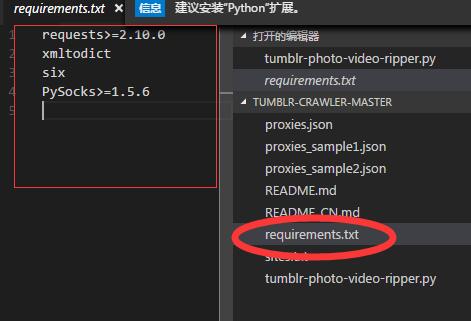 requirements.txt
信息 建议安装"Python"扩展。
1 requests>=2.10.0
2 xmltodict
3 six
4 PySocks>=1.5.6
5
打开的编辑器
tumblr-photo-video-ripper.py
requirements.txt
TUMBLR-CRAWLER-MASTER
proxies.json
proxies_sample1.json
proxies_sample2.json
README.md
README_CN.md
requirements.txt
tumblr-photo-video-ripper.py